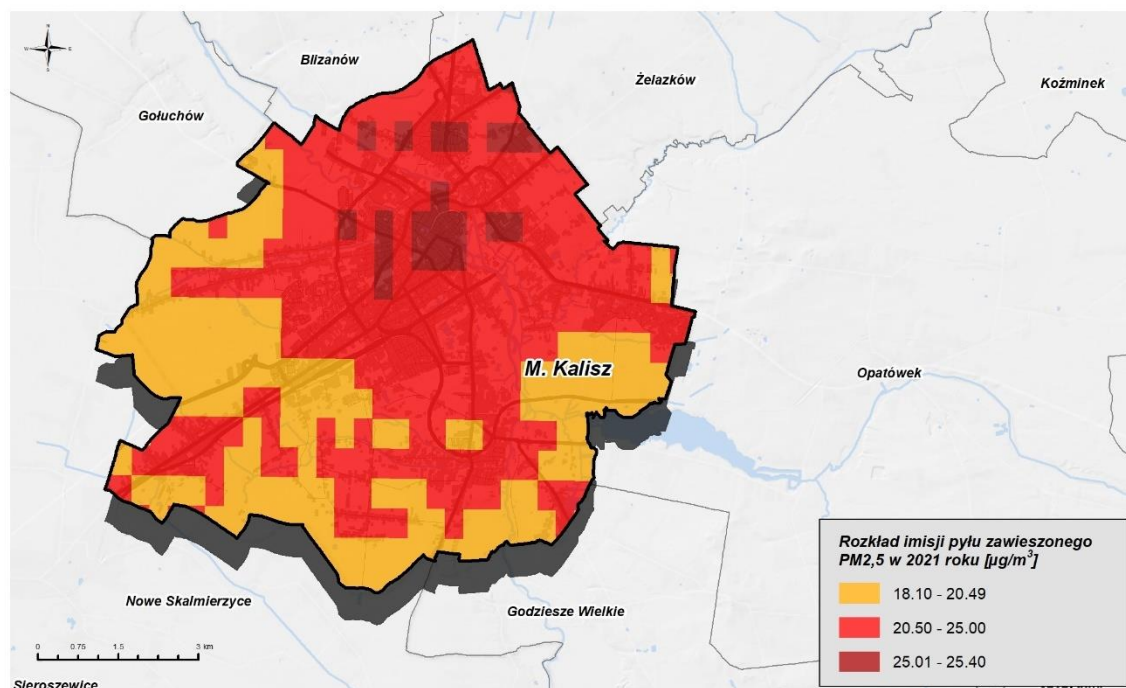 N
W
E
S
Blizanów
Żelazków
Koźminek
Gołuchów
M. Kalisz
Opatówek
Nowe Skalmierzyce
Godziesze Wielkie
Rozkład imisji pyłu zawieszonego
PM2,5 w 2021 roku [µg/m³]
18.10 - 20.49
20.50 - 25.00
25.01 - 25.40
0 0.75 1.5 3 km
Sieroszewice